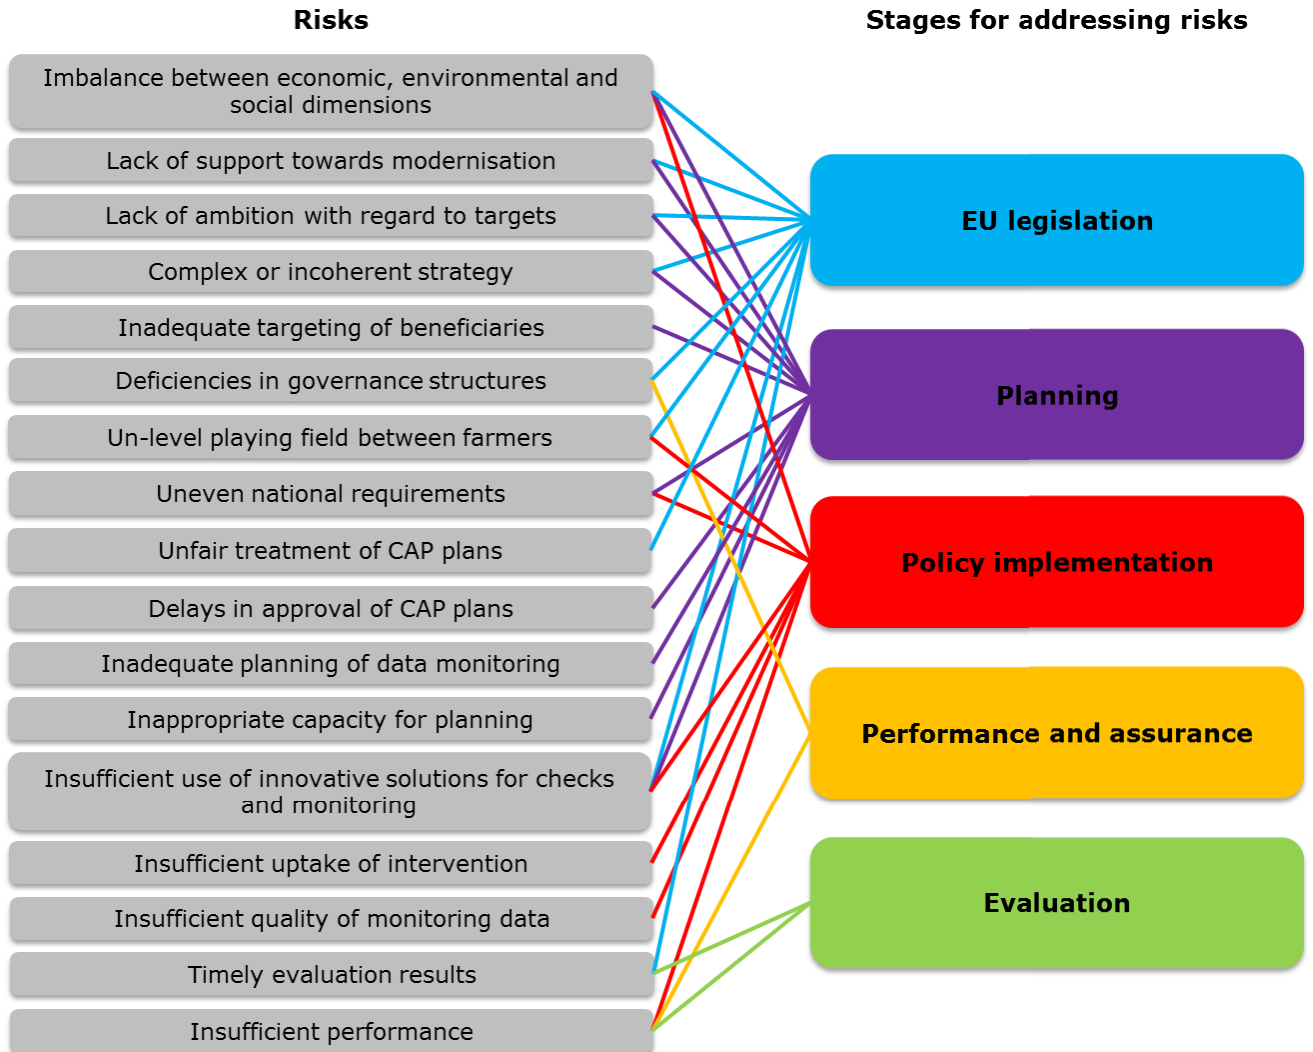 Risks
Stages for addressing risks
Imbalance between economic, environmental and
social dimensions
Lack of support towards modernisation
Lack of ambition with regard to targets
Complex or incoherent strategy
Inadequate targeting of beneficiaries
Deficiencies in governance structures
Un-level playing field between farmers
Uneven national requirements
Unfair treatment of CAP plans
Delays in approval of CAP plans
Inadequate planning of data monitoring
Inappropriate capacity for planning
Insufficient use of innovative solutions for checks
and monitoring
Insufficient uptake of intervention
Insufficient quality of monitoring data
Timely evaluation results
Insufficient performance
EU legislation
Planning
Policy implementation
Performance and assurance
Evaluation